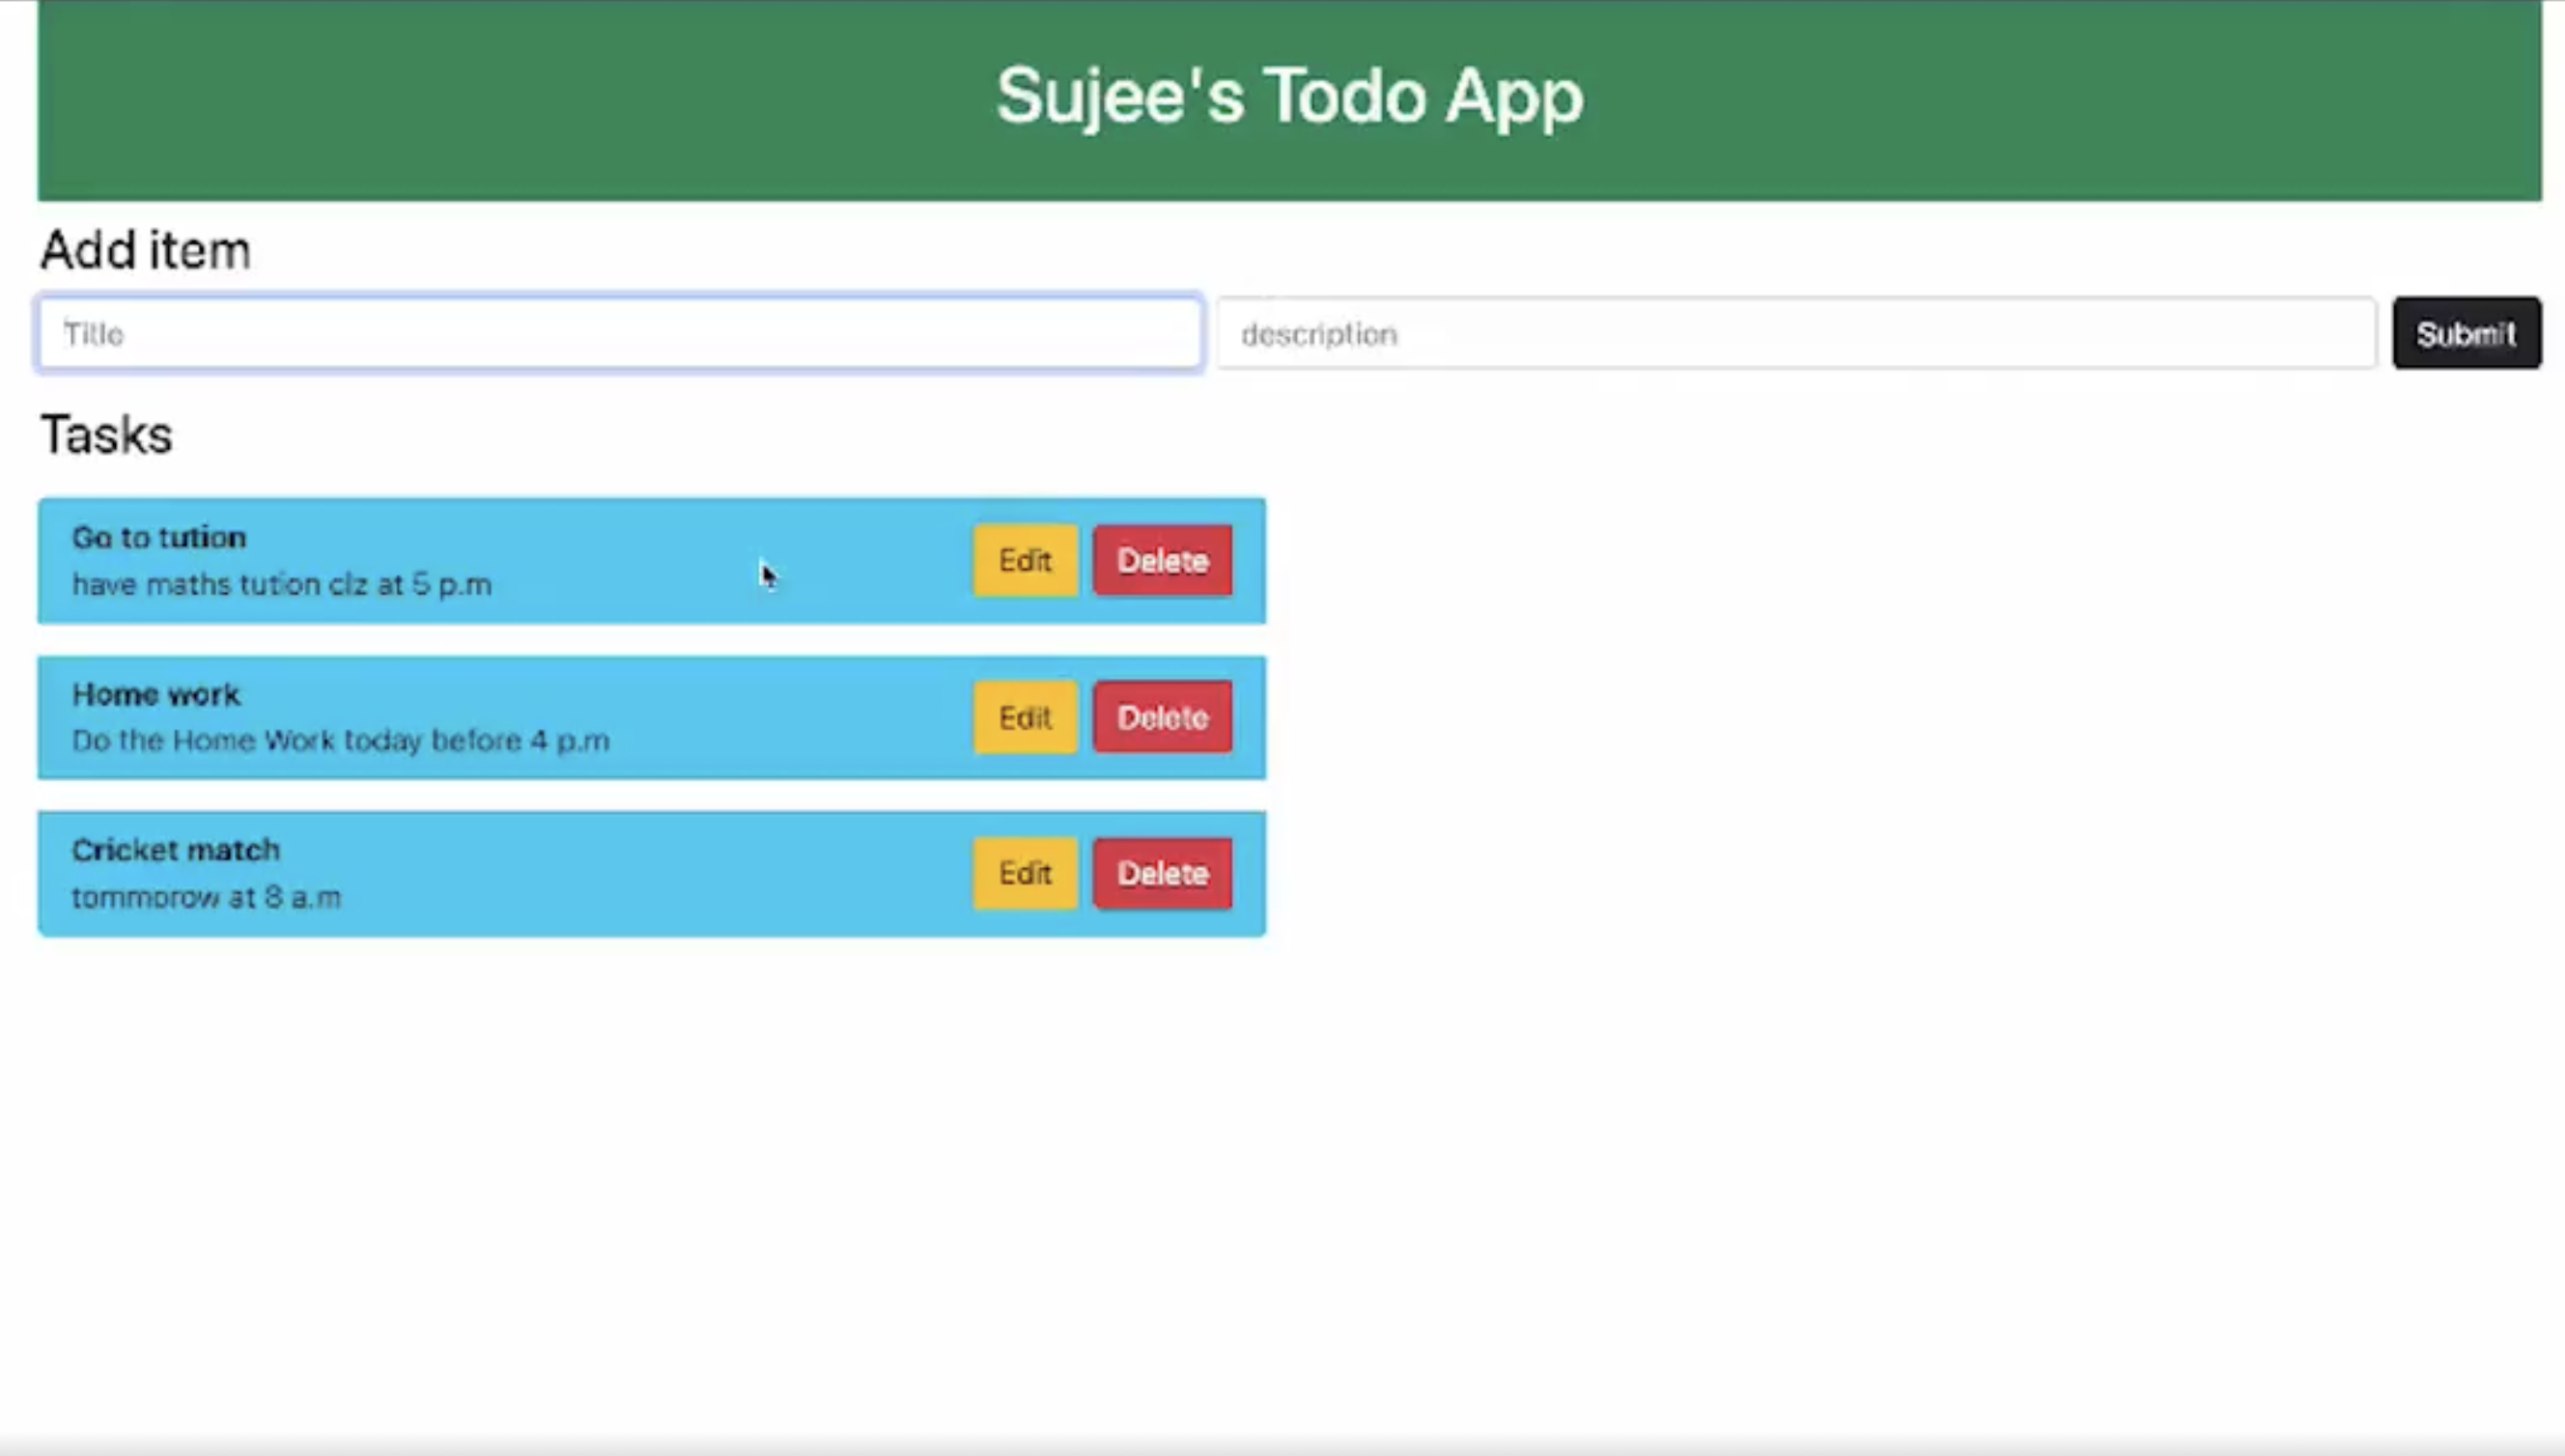 Sujee's Todo App
Add item
Title
description
Submit
Tasks
Go to tution
have maths tution clz at 5 p.m
Edit
Delete
Home work
Do the Home Work today before 4 p.m
Edit
Delete
Cricket match
tommorow at 8 a.m
Edit
Delete